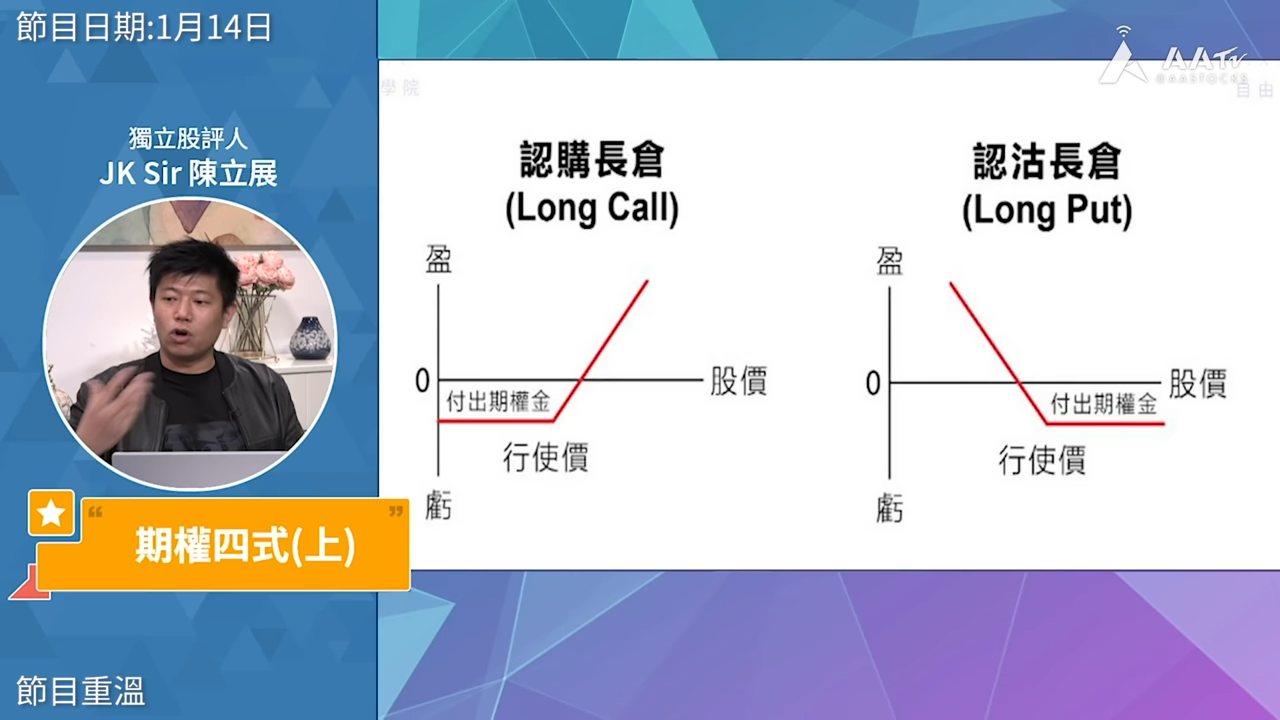 節目日期:1月14日
獨立股評人
JK Sir 陳立展
“ ”
期權四式(上)
節目重溫
AATV
@AASTOCKS
學院
自由
認購長倉
(Long Call)
盈
0
付出期權金
股價
行使價
虧
認沽長倉
(Long Put)
盈
0
付出期權金
股價
行使價
虧